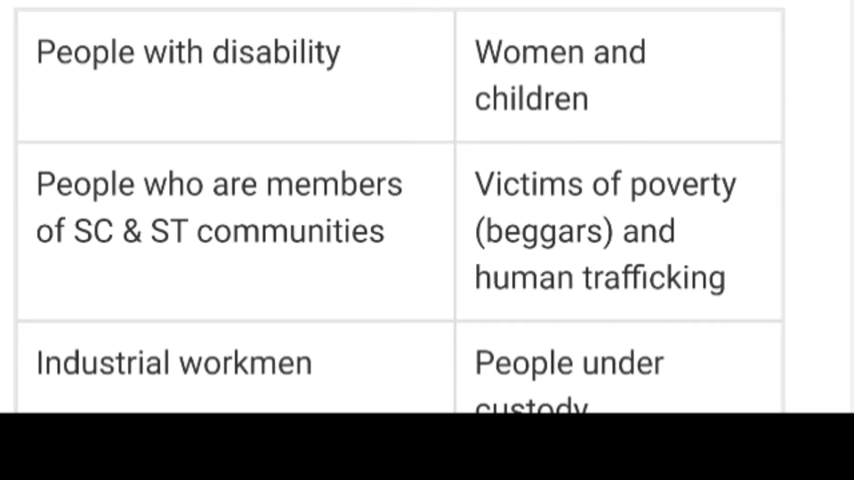 People with disability
Women and
children
People who are members
of SC & ST communities
Victims of poverty
(beggars) and
human trafficking
Industrial workmen
People under
custody